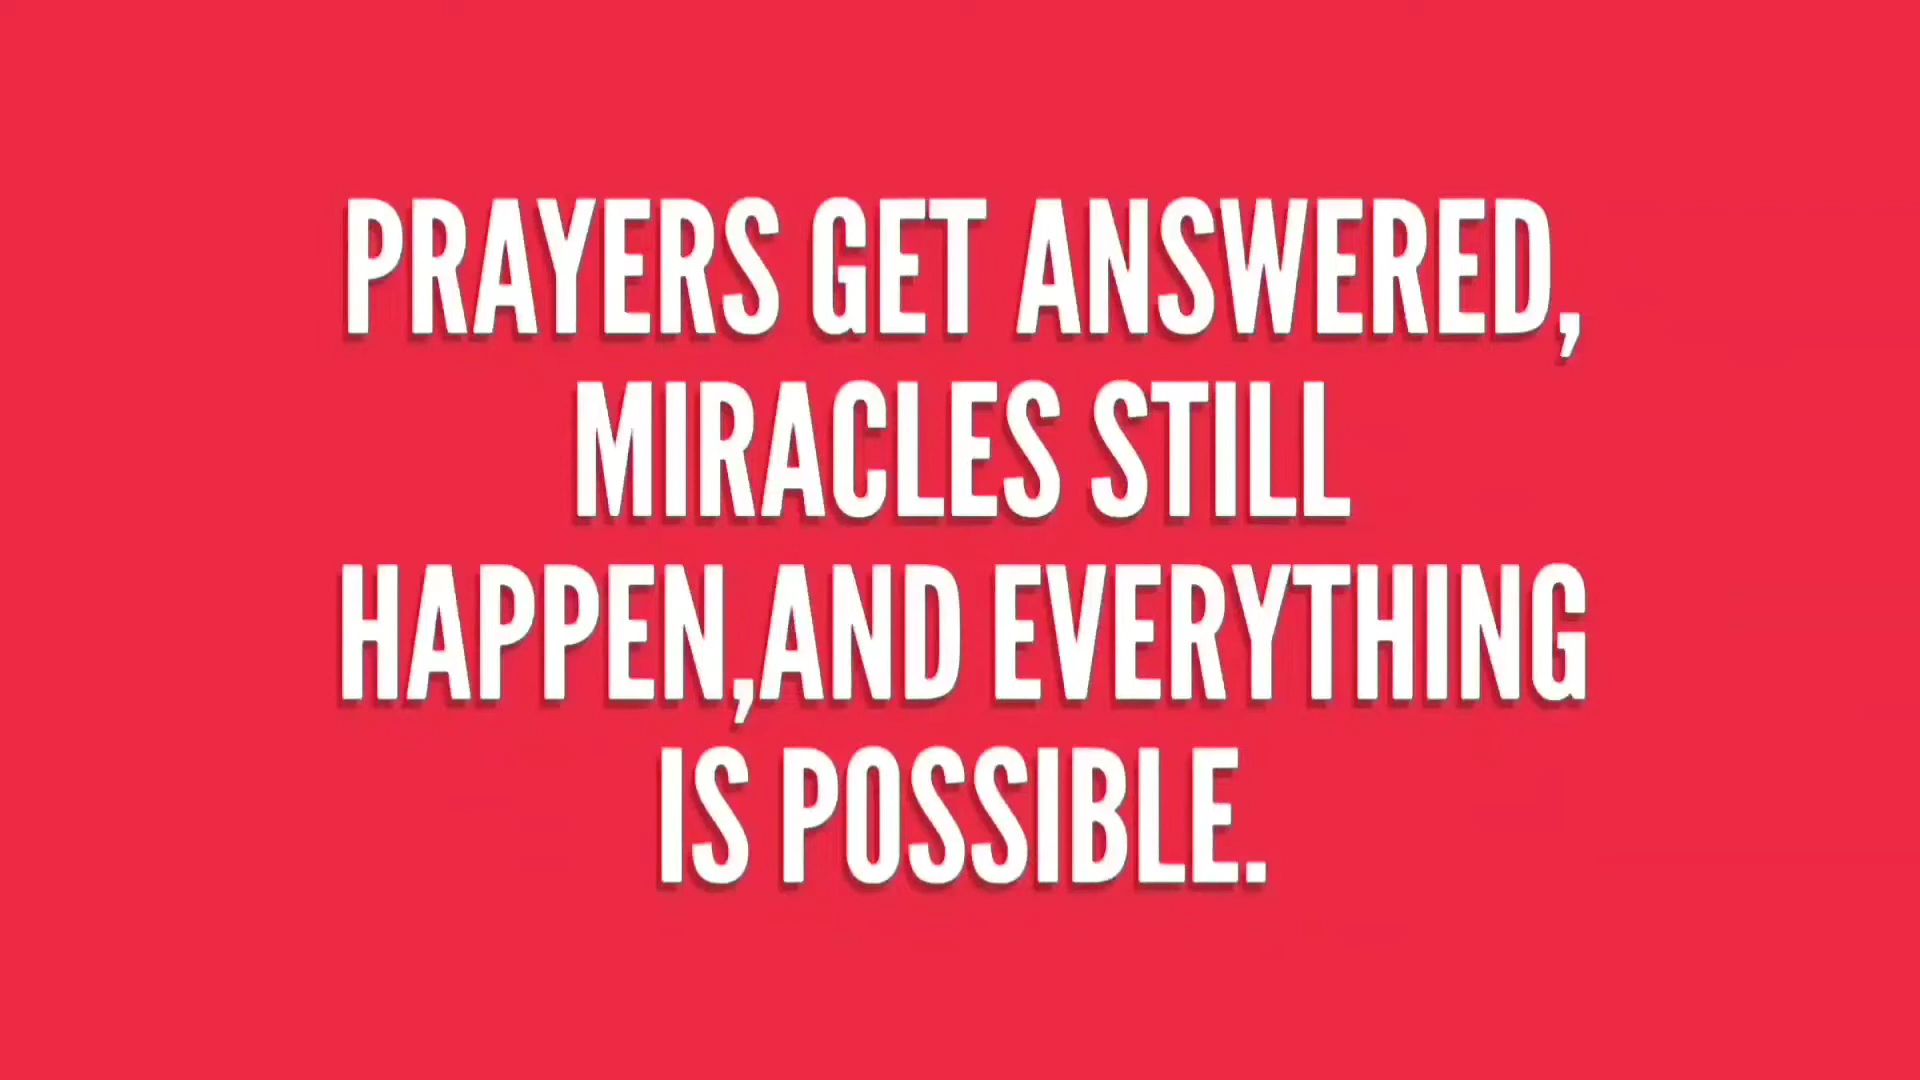 PRAYERS GET ANSWERED,
MIRACLES STILL
HAPPEN,AND EVERYTHING
IS POSSIBLE.